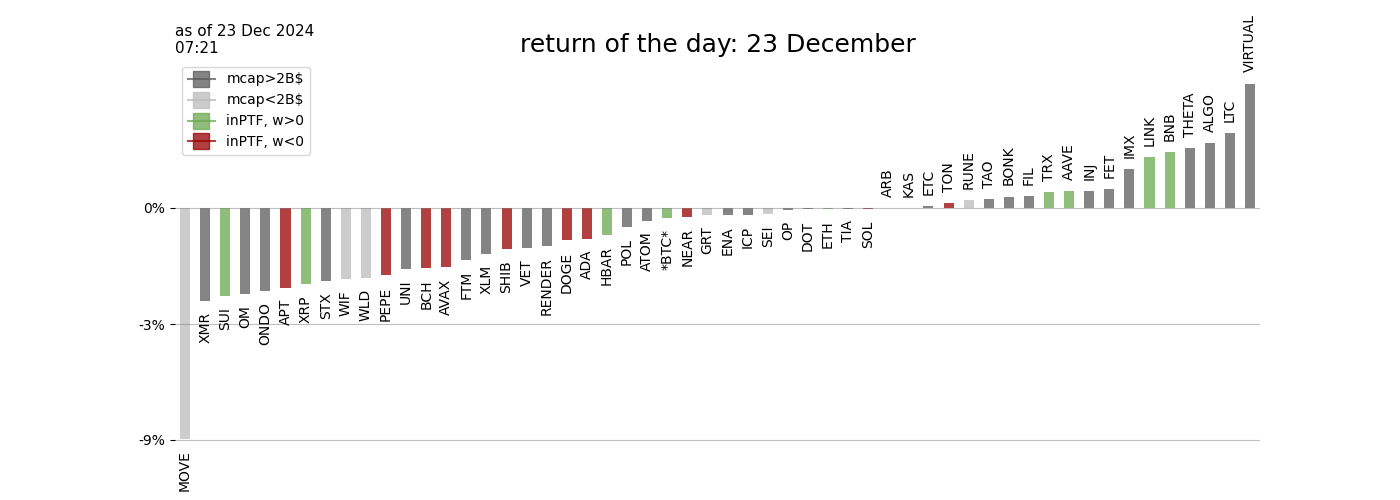 as of 23 Dec 2024
07:21
return of the day: 23 December
mcap>2B$
mcap<2B$
inPTF, w>0
inPTF, w<0
0%
-3%
-9%
MOVE
XMR
SUI
OM
ONDO
APT
XRP
STX
WIF
WLD
PEPE
UNI
BCH
AVAX
FTM
XLM
SHIB
VET
RENDER
DOGE
ADA
HBAR
POL
ATOM
*BTC*
NEAR
GRT
ENA
ICP
SEI
OP
DOT
ETH
TIA
SOL
ARB
KAS
ETC
TON
RUNE
TAO
BONK
FIL
TRX
AAVE
INJ
FET
IMX
LINK
BNB
THETA
ALGO
LTC
VIRTUAL